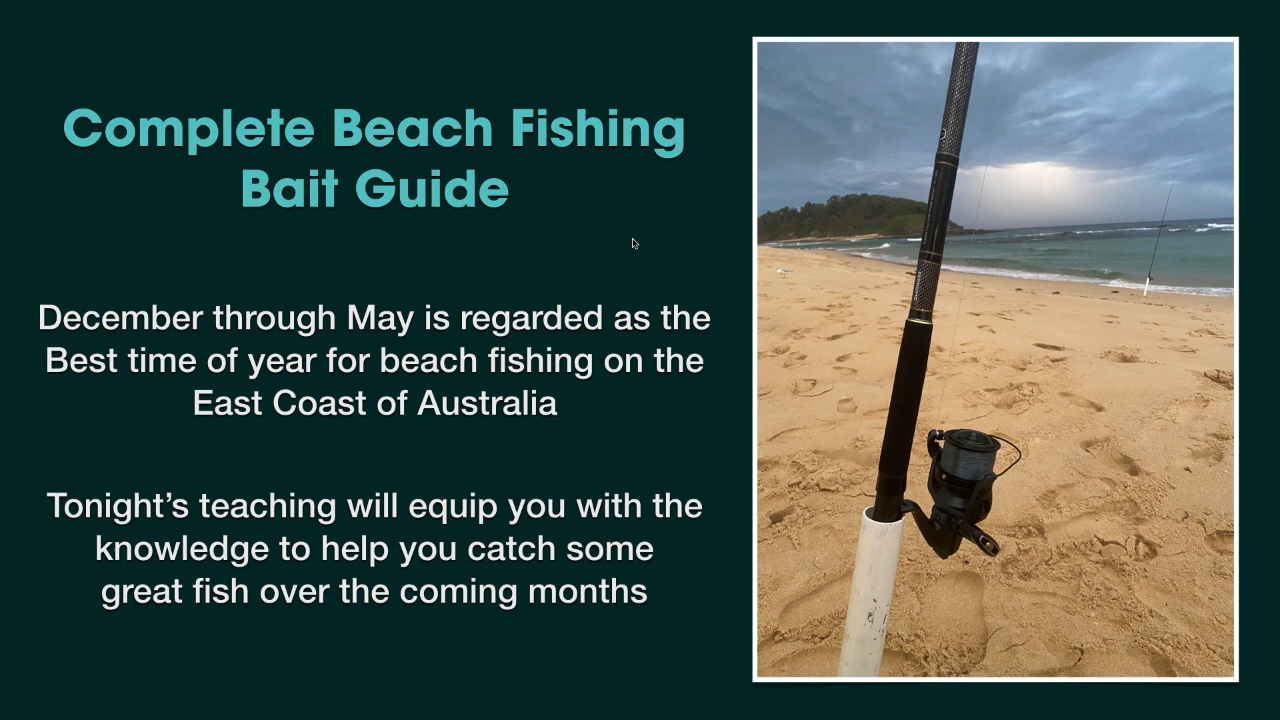 Complete Beach Fishing
Bait Guide
December through May is regarded as the
Best time of year for beach fishing on the
East Coast of Australia
Tonight’s teaching will equip you with the
knowledge to help you catch some
great fish over the coming months